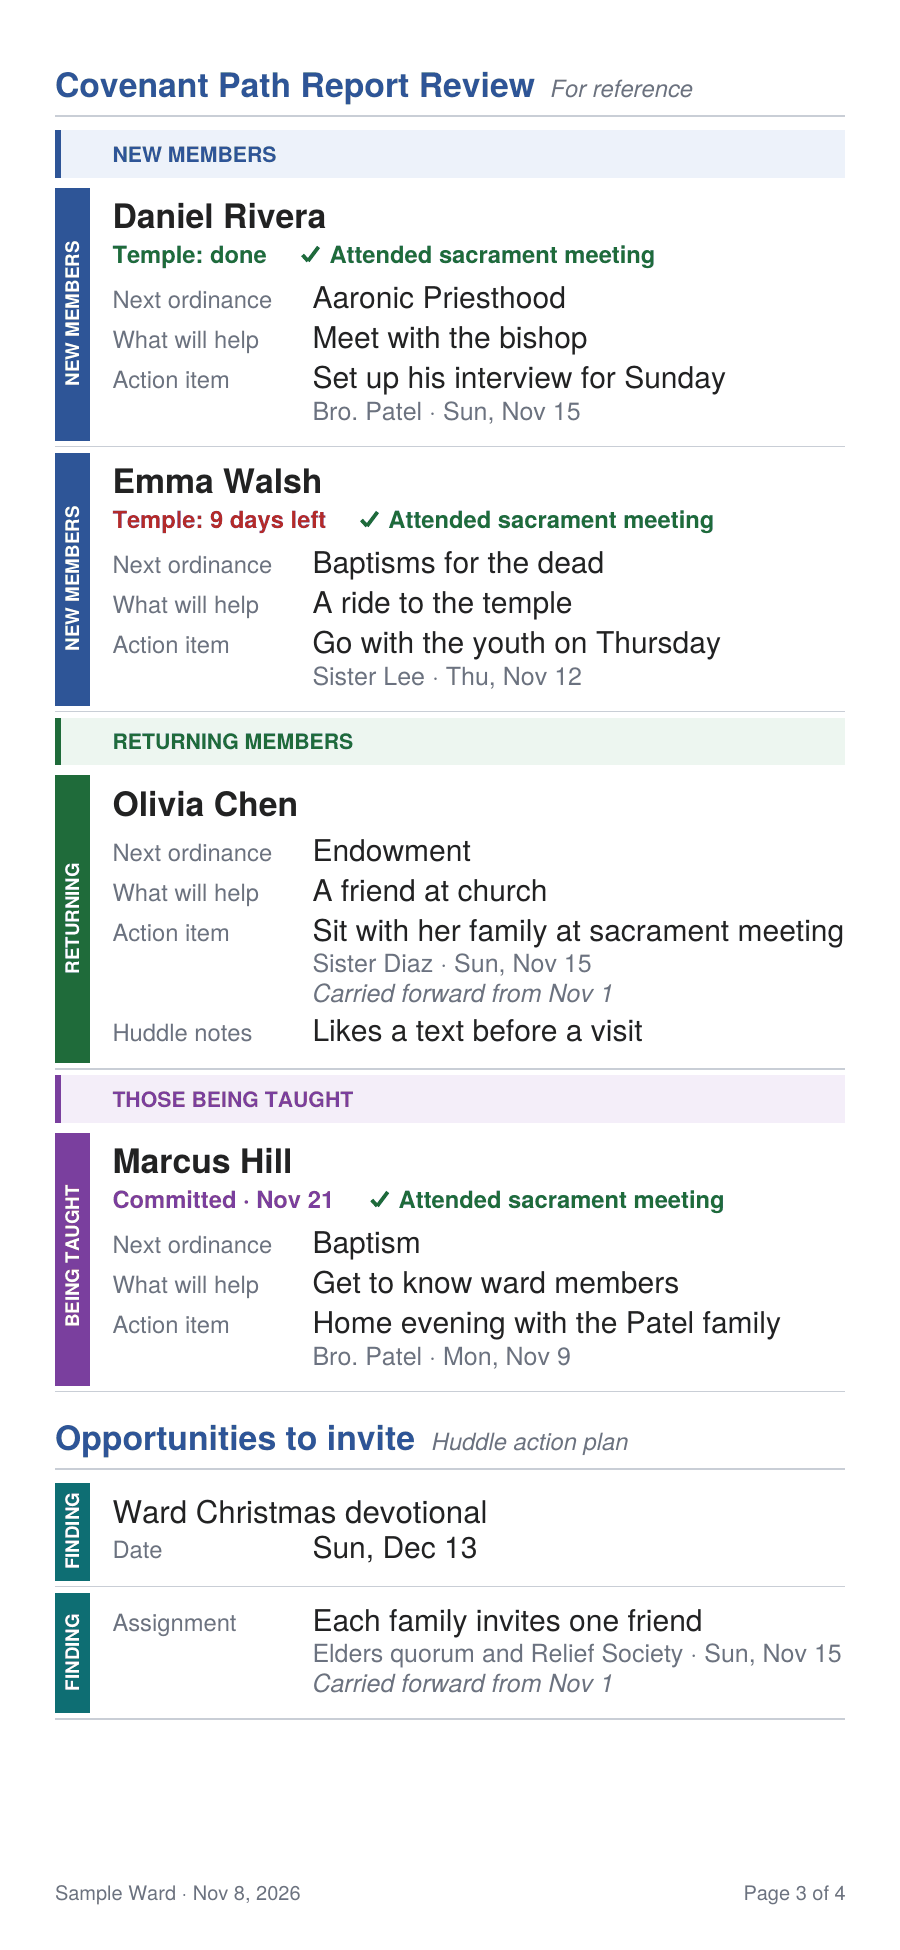 Covenant Path Report Review For reference
NEW MEMBERS
NEW MEMBERS
Daniel Rivera
Temple: done ✓ Attended sacrament meeting
Next ordinance Aaronic Priesthood
What will help Meet with the bishop
Action item Set up his interview for Sunday
Bro. Patel · Sun, Nov 15
NEW MEMBERS
Emma Walsh
Temple: 9 days left ✓ Attended sacrament meeting
Next ordinance Baptisms for the dead
What will help A ride to the temple
Action item Go with the youth on Thursday
Sister Lee · Thu, Nov 12
RETURNING MEMBERS
RETURNING
Olivia Chen
Next ordinance Endowment
What will help A friend at church
Action item Sit with her family at sacrament meeting
Sister Diaz · Sun, Nov 15
Carried forward from Nov 1
Huddle notes Likes a text before a visit
THOSE BEING TAUGHT
BEING TAUGHT
Marcus Hill
Committed · Nov 21 ✓ Attended sacrament meeting
Next ordinance Baptism
What will help Get to know ward members
Action item Home evening with the Patel family
Bro. Patel · Mon, Nov 9
Opportunities to invite Huddle action plan
FINDING
Ward Christmas devotional
Date Sun, Dec 13
FINDING
Assignment Each family invites one friend
Elders quorum and Relief Society · Sun, Nov 15
Carried forward from Nov 1
Sample Ward · Nov 8, 2026 Page 3 of 4